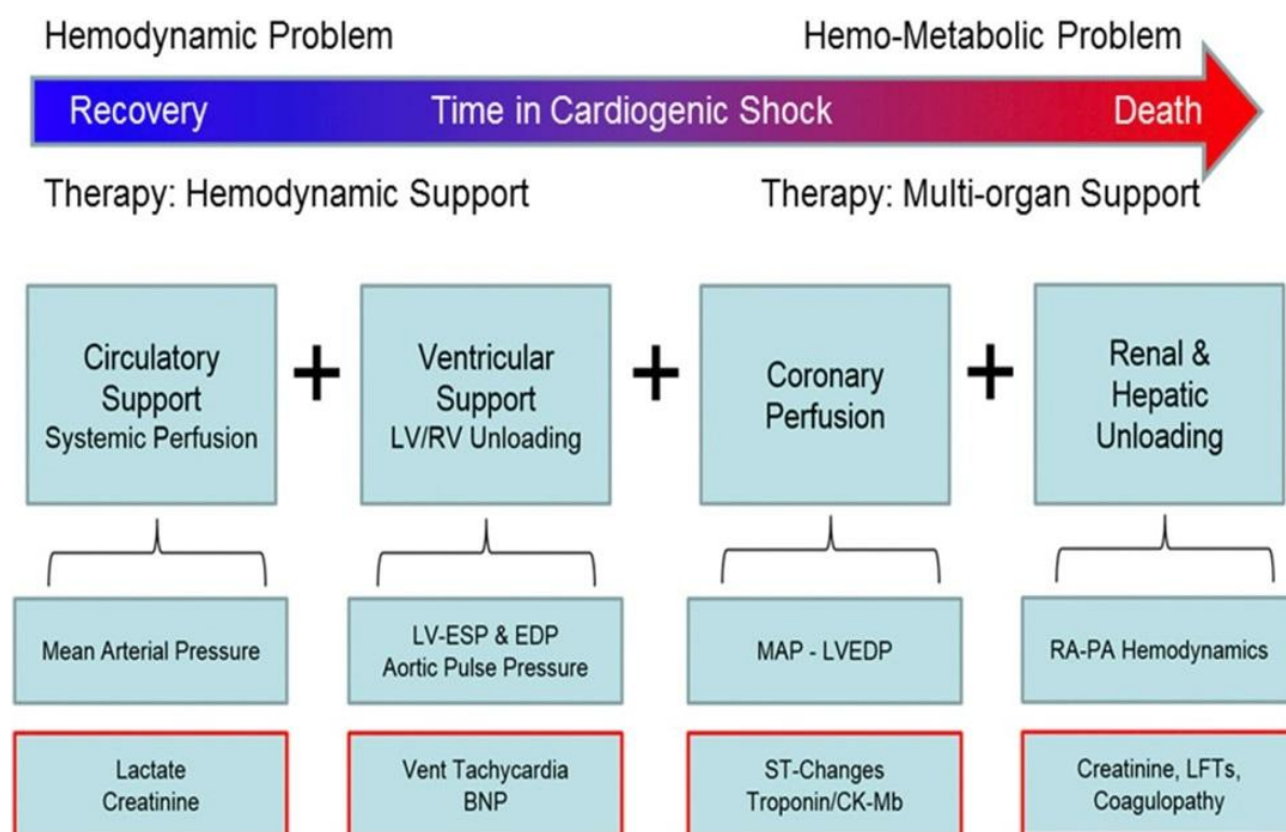 Hemodynamic Problem
Hemo-Metabolic Problem
Recovery
Time in Cardiogenic Shock
Death
Therapy: Hemodynamic Support
Therapy: Multi-organ Support
Circulatory
Support
Systemic Perfusion
+
Ventricular
Support
LV/RV Unloading
+
Coronary
Perfusion
+
Renal &
Hepatic
Unloading
Mean Arterial Pressure
LV-ESP & EDP
Aortic Pulse Pressure
MAP - LVEDP
RA-PA Hemodynamics
Lactate
Creatinine
Vent Tachycardia
BNP
ST-Changes
Troponin/CK-Mb
Creatinine, LFTs,
Coagulopathy